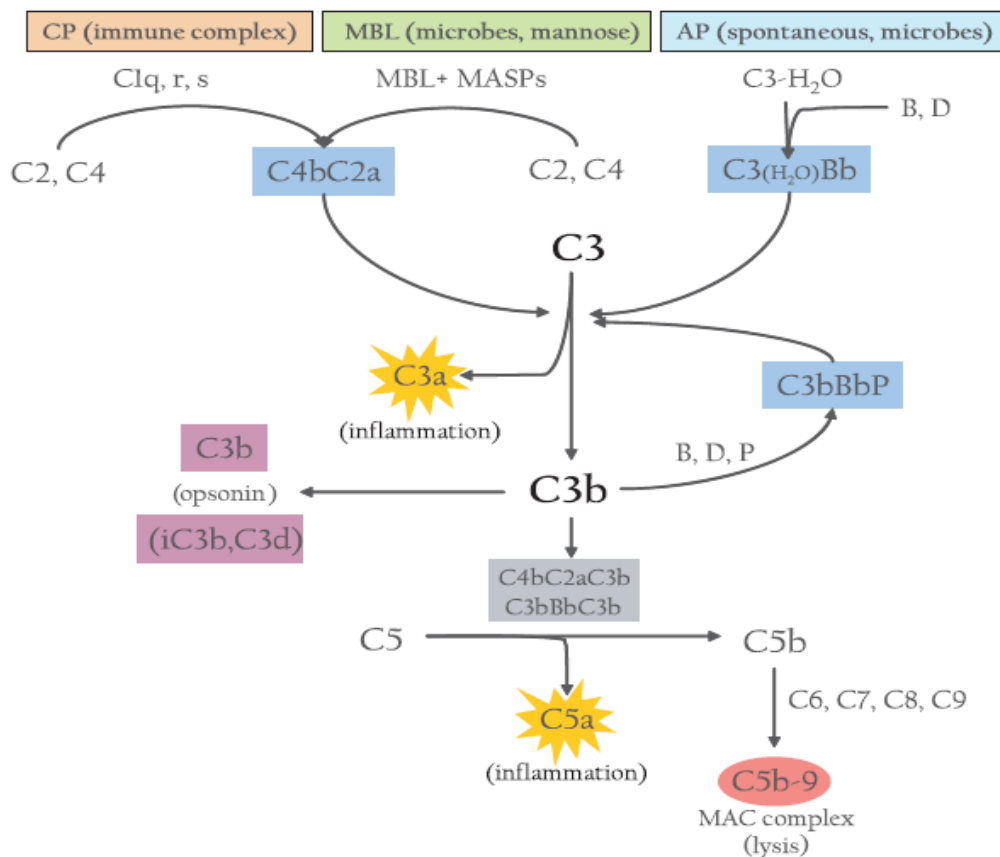 CP (immune complex)
MBL (microbes, mannose)
AP (spontaneous, microbes)
C1q, r, s
MBL+ MASPs
C3-H₂O
B, D
C2, C4
C4bC2a
C2, C4
C3(H₂O)Bb
C3
C3a
(inflammation)
C3bBbP
B, D, P
C3b
(opsonin)
(iC3b,C3d)
C3b
C4bC2aC3b
C3bBbC3b
C5
C5b
C5a
(inflammation)
C6, C7, C8, C9
C5b-9
MAC complex
(lysis)